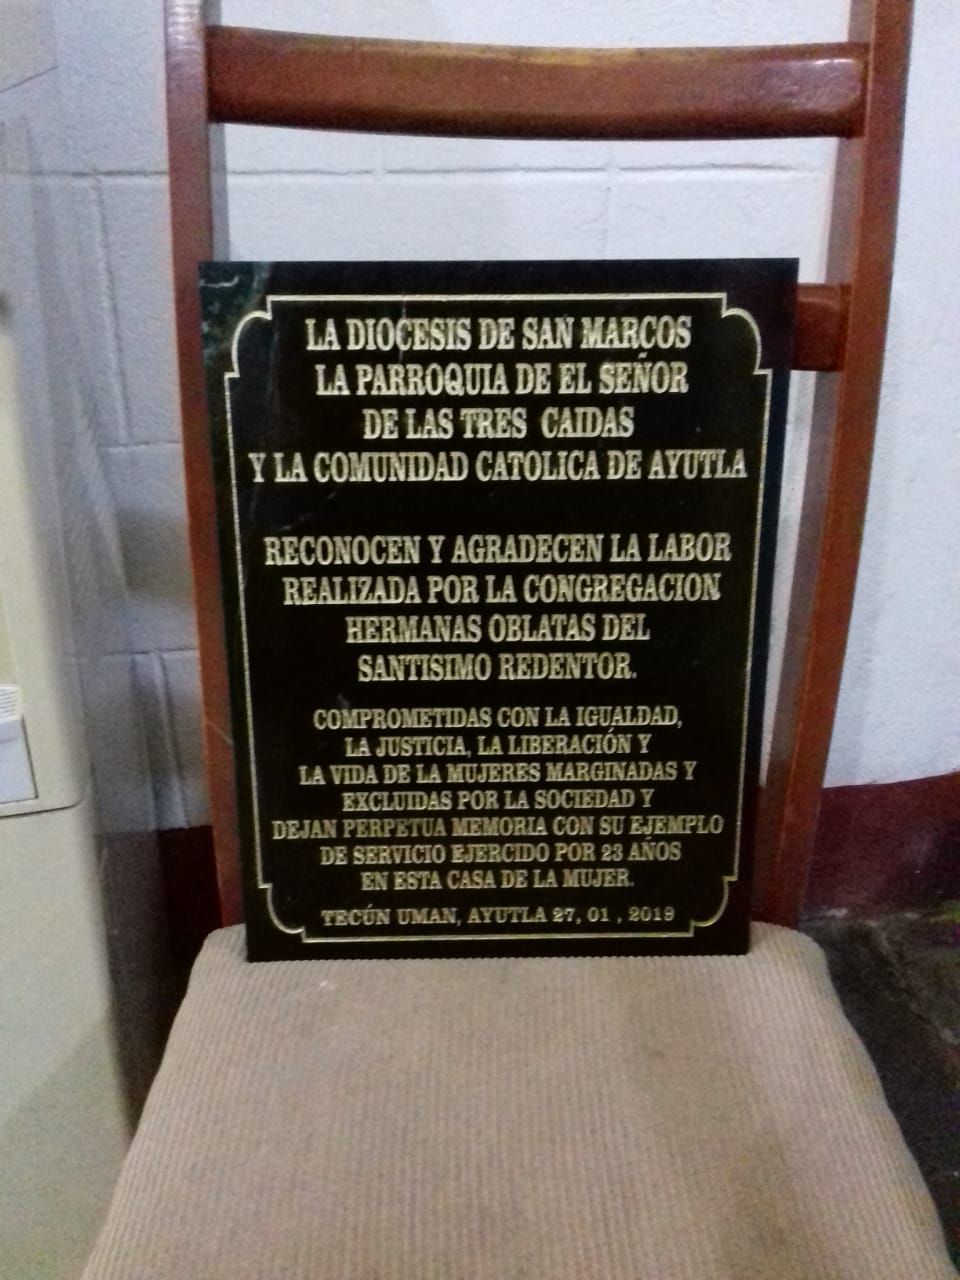 LA DIOCESIS DE SAN MARCOS
LA PARROQUIA DE EL SEÑOR
DE LAS TRES CAIDAS
Y LA COMUNIDAD CATOLICA DE AYUTLA
RECONOCEN Y AGRADECEN LA LABOR
REALIZADA POR LA CONGREGACION
HERMANAS OBLATAS DEL
SANTISIMO REDENTOR.
COMPROMETIDAS CON LA IGUALDAD,
LA JUSTICIA, LA LIBERACIÓN Y
LA VIDA DE LA MUJERES MARGINADAS Y
EXCLUIDAS POR LA SOCIEDAD Y
DEJAN PERPETUA MEMORIA CON SU EJEMPLO
DE SERVICIO EJERCIDO POR 23 AÑOS
EN ESTA CASA DE LA MUJER.
TECÚN UMAN, AYUTLA 27, 01 , 2019